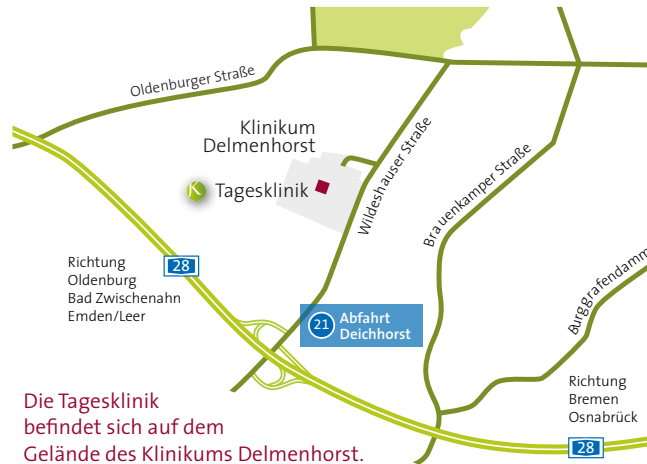 Oldenburger Straße
Klinikum
Delmenhorst
K
Tagesklinik
Wildeshauser Straße
Brauenkamper Straße
Burggrafendamm
28
Richtung
Oldenburg
Bad Zwischenahn
Emden/Leer
21
Abfahrt
Deichhorst
Richtung
Bremen
Osnabrück
28
Die Tagesklinik
befindet sich auf dem
Gelände des Klinikums Delmenhorst.